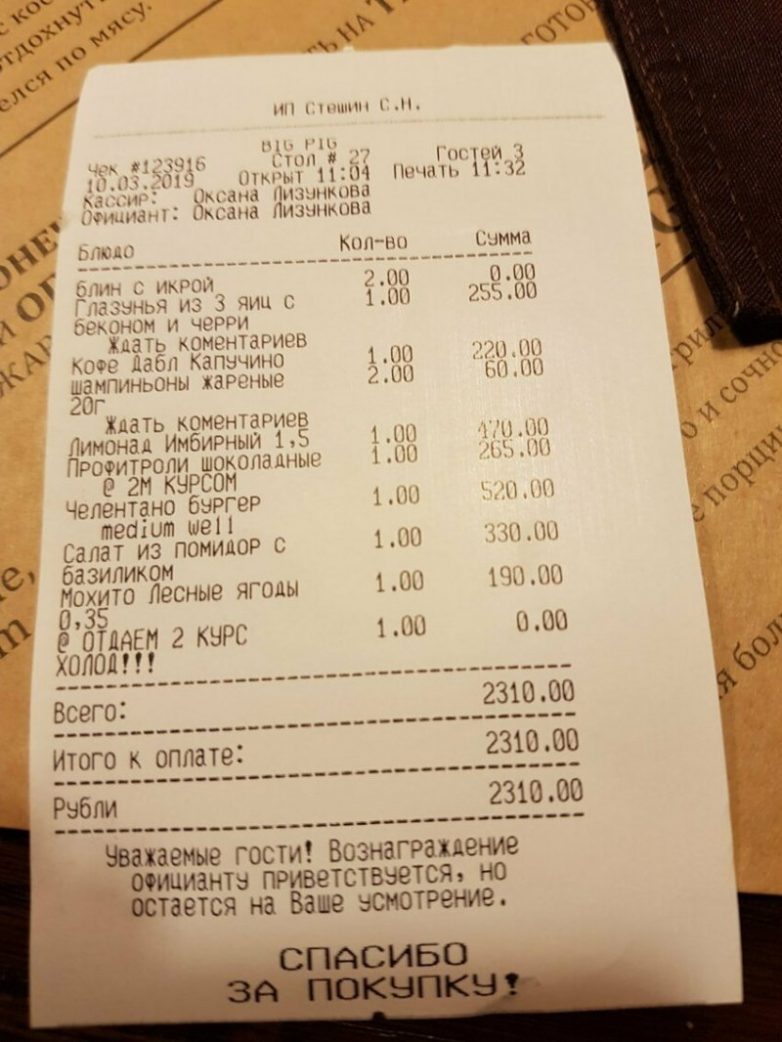 ИП Стешин С.Н.
BIG PIG
Чек #123916 Стол # 27 Гостей 3
10.03.2019 Открыт 11:04 Печать 11:32
Кассир: Оксана Лизункова
Официант: Оксана Лизункова
Блюдо Кол-во Сумма
блин с икрой 2.00 0.00
Глазунья из 3 яиц с 1.00 255.00
беконом и черри
Ждать коментариев
Кофе Дабл Капучино 1.00 220.00
шампиньоны жареные 2.00 60.00
20г
Ждать коментариев
Лимонад Имбирный 1,5 1.00 470.00
Профитроли шоколадные 1.00 265.00
@ 2М КУРСОМ
Челентано бургер 1.00 520.00
medium well
Салат из помидор с 1.00 330.00
базиликом
Мохито Лесные ягоды 1.00 190.00
0,35
@ ОТДАЕМ 2 КУРС 1.00 0.00
ХОЛОД!!!
Всего: 2310.00
Итого к оплате: 2310.00
Рубли 2310.00
Уважаемые гости! Вознаграждение
официанту приветствуется, но
остается на Ваше усмотрение.
СПАСИБО
ЗА ПОКУПКУ!
по мясу.
НА
и сочно